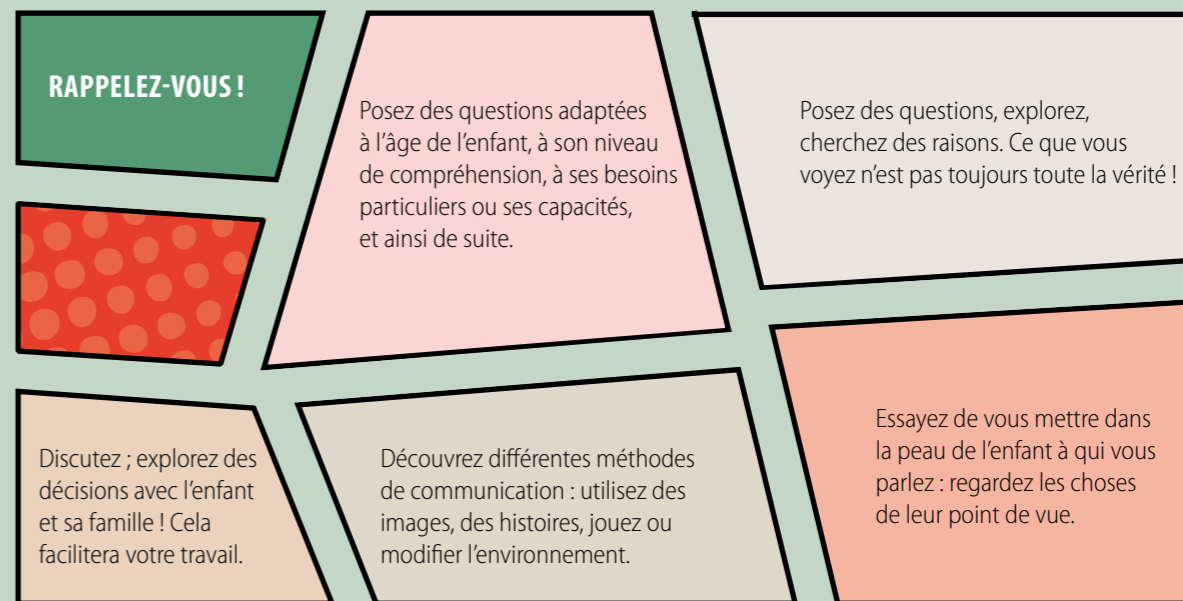 RAPPELEZ-VOUS !
Posez des questions adaptées
à l’âge de l’enfant, à son niveau
de compréhension, à ses besoins
particuliers ou ses capacités,
et ainsi de suite.
Posez des questions, explorez,
cherchez des raisons. Ce que vous
voyez n’est pas toujours toute la vérité !
Discutez ; explorez des
décisions avec l’enfant
et sa famille ! Cela
facilitera votre travail.
Découvrez différentes méthodes
de communication : utilisez des
images, des histoires, jouez ou
modifier l’environnement.
Essayez de vous mettre dans
la peau de l’enfant à qui vous
parlez : regardez les choses
de leur point de vue.